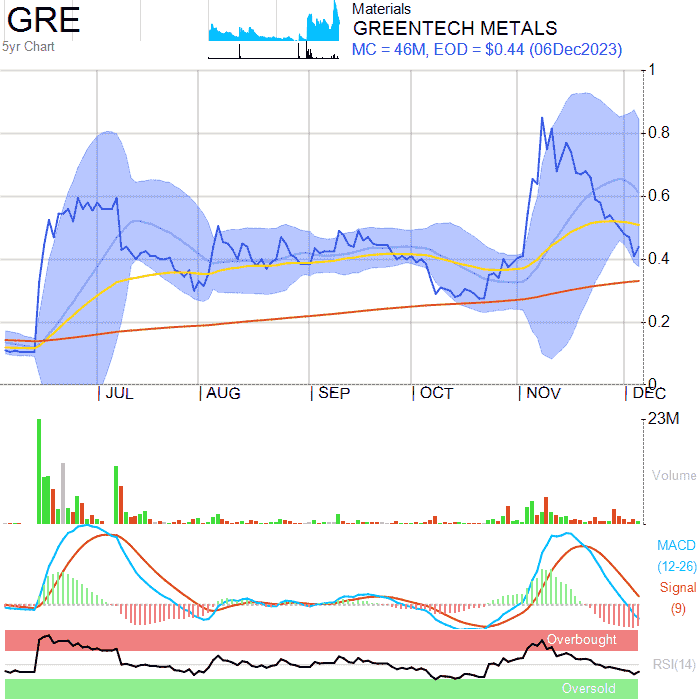 GRE
5yr Chart
Materials
GREENTECH METALS
MC = 46M, EOD = $0.44 (06Dec2023)
1
0.8
0.6
0.4
0.2
0
JUL
AUG
SEP
OCT
NOV
DEC
23M
Volume
MACD
(12-26)
Signal
(9)
Overbought
RSI(14)
Oversold